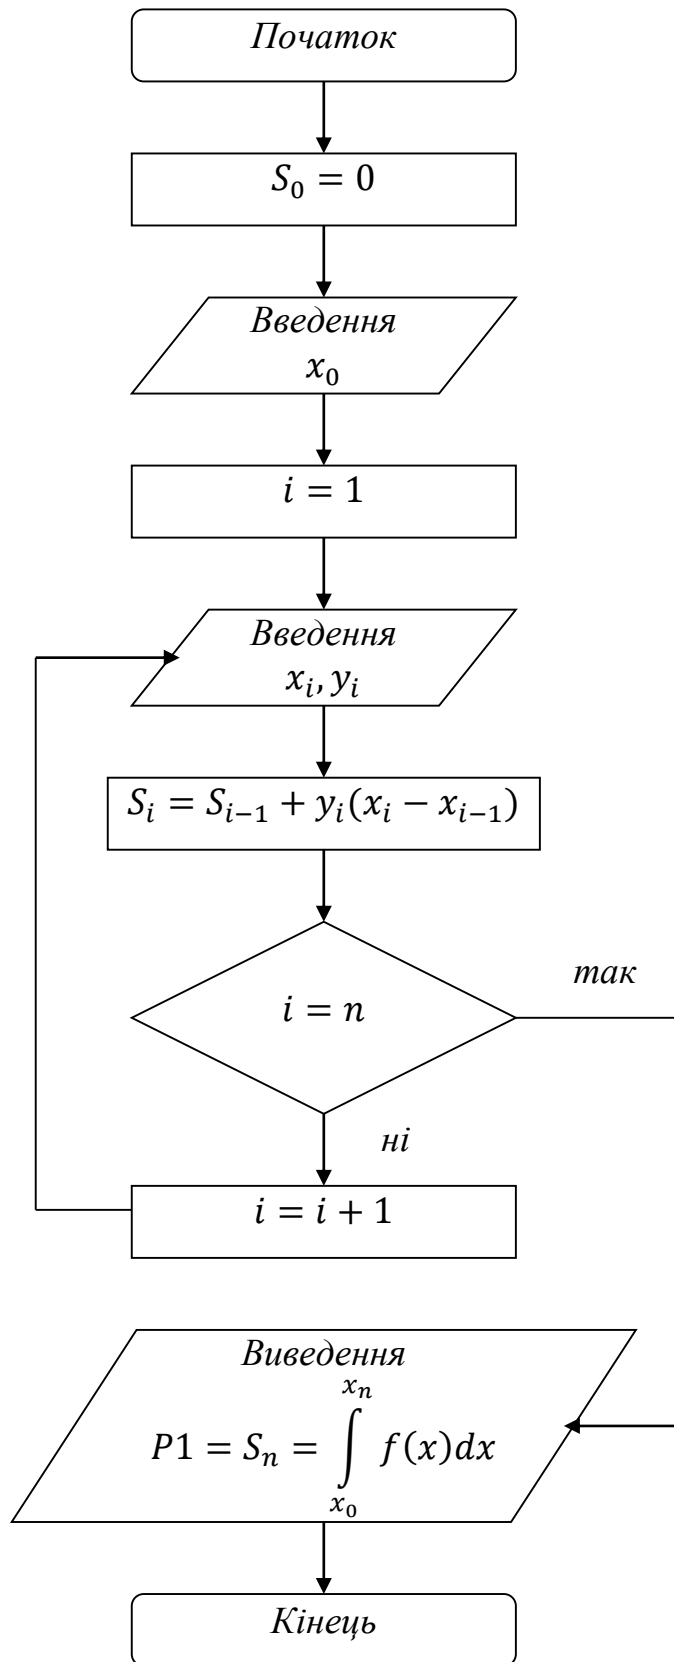 Початок
S₀ = 0
Введення
x₀
i = 1
Введення
xᵢ, yᵢ
Sᵢ = Sᵢ₋₁ + yᵢ(xᵢ − xᵢ₋₁)
i = n
так
ні
i = i + 1
Виведення
xₙ
P1 = Sₙ = ∫ f(x)dx
x₀
Кінець